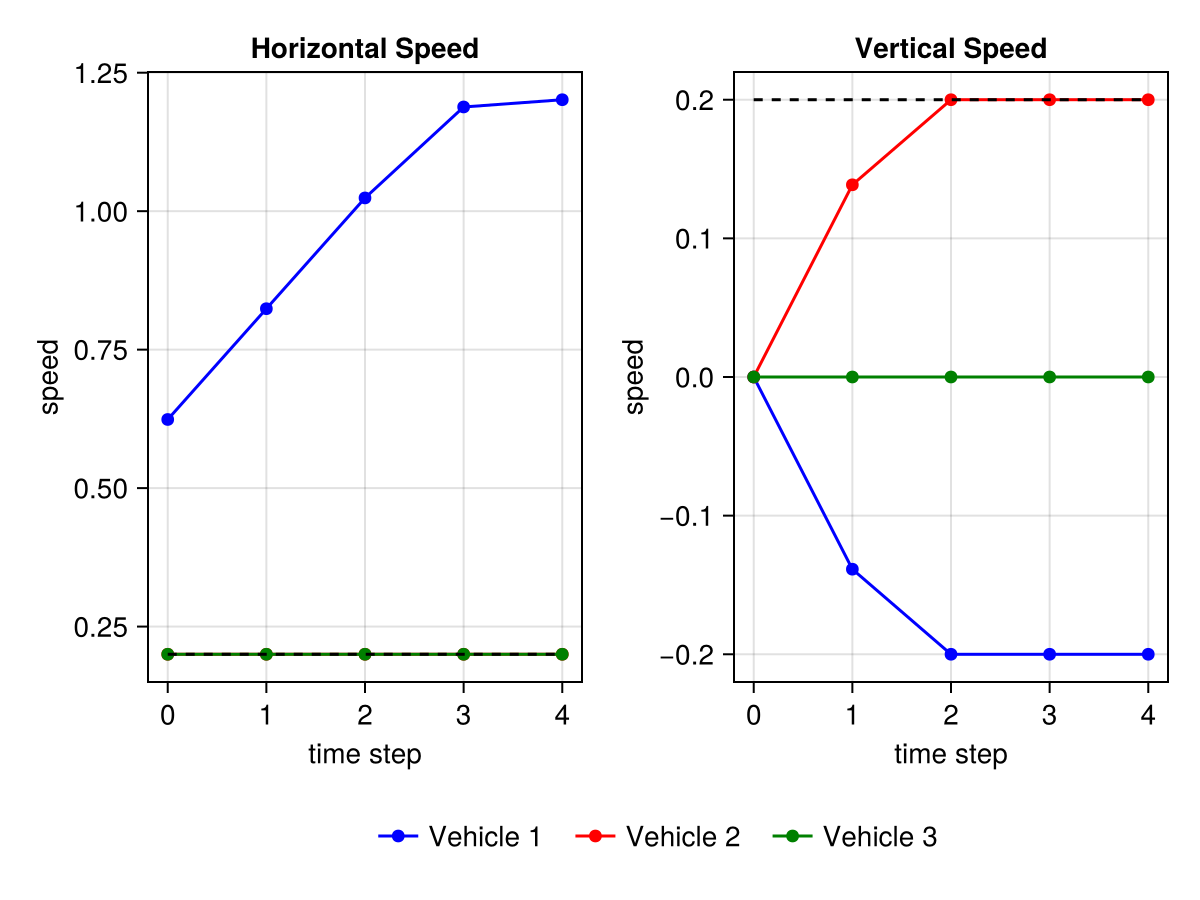 Horizontal Speed
1.25
1.00
0.75
0.50
0.25
speed
0 1 2 3 4
time step
Vertical Speed
0.2
0.1
0.0
−0.1
−0.2
speed
0 1 2 3 4
time step
Vehicle 1 Vehicle 2 Vehicle 3